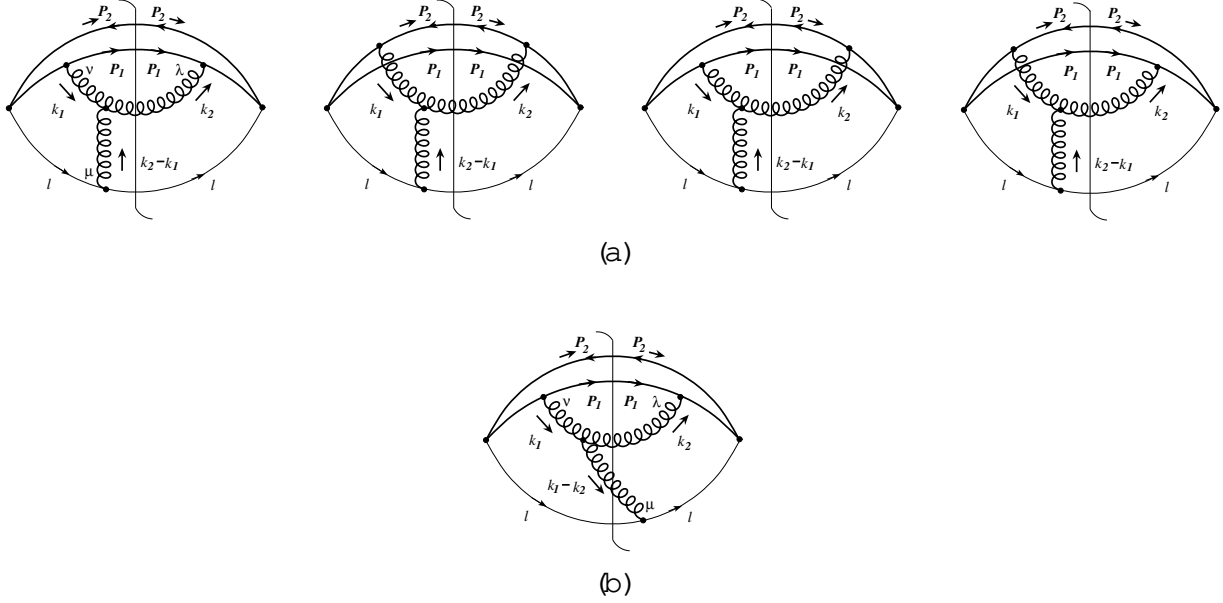 P2 P2
ν P1 P1 λ
k1 k2
μ k2−k1
l l
P2 P2
P1 P1
k1 k2
k2−k1
l l
P2 P2
P1 P1
k1 k2
k2−k1
l l
P2 P2
P1 P1
k1 k2
k2−k1
l l
(a)
P2 P2
ν P1 P1 λ
k1 k2
k1−k2 μ
l l
(b)